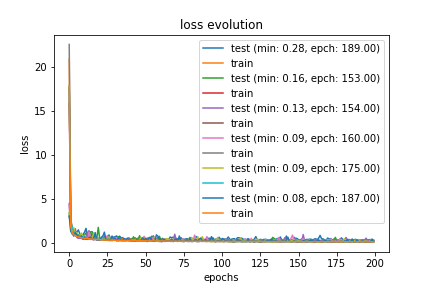 loss evolution
test (min: 0.28, epch: 189.00)
train
test (min: 0.16, epch: 153.00)
train
test (min: 0.13, epch: 154.00)
train
test (min: 0.09, epch: 160.00)
train
test (min: 0.09, epch: 175.00)
train
test (min: 0.08, epch: 187.00)
train
loss
20
15
10
5
0
0 25 50 75 100 125 150 175 200
epochs